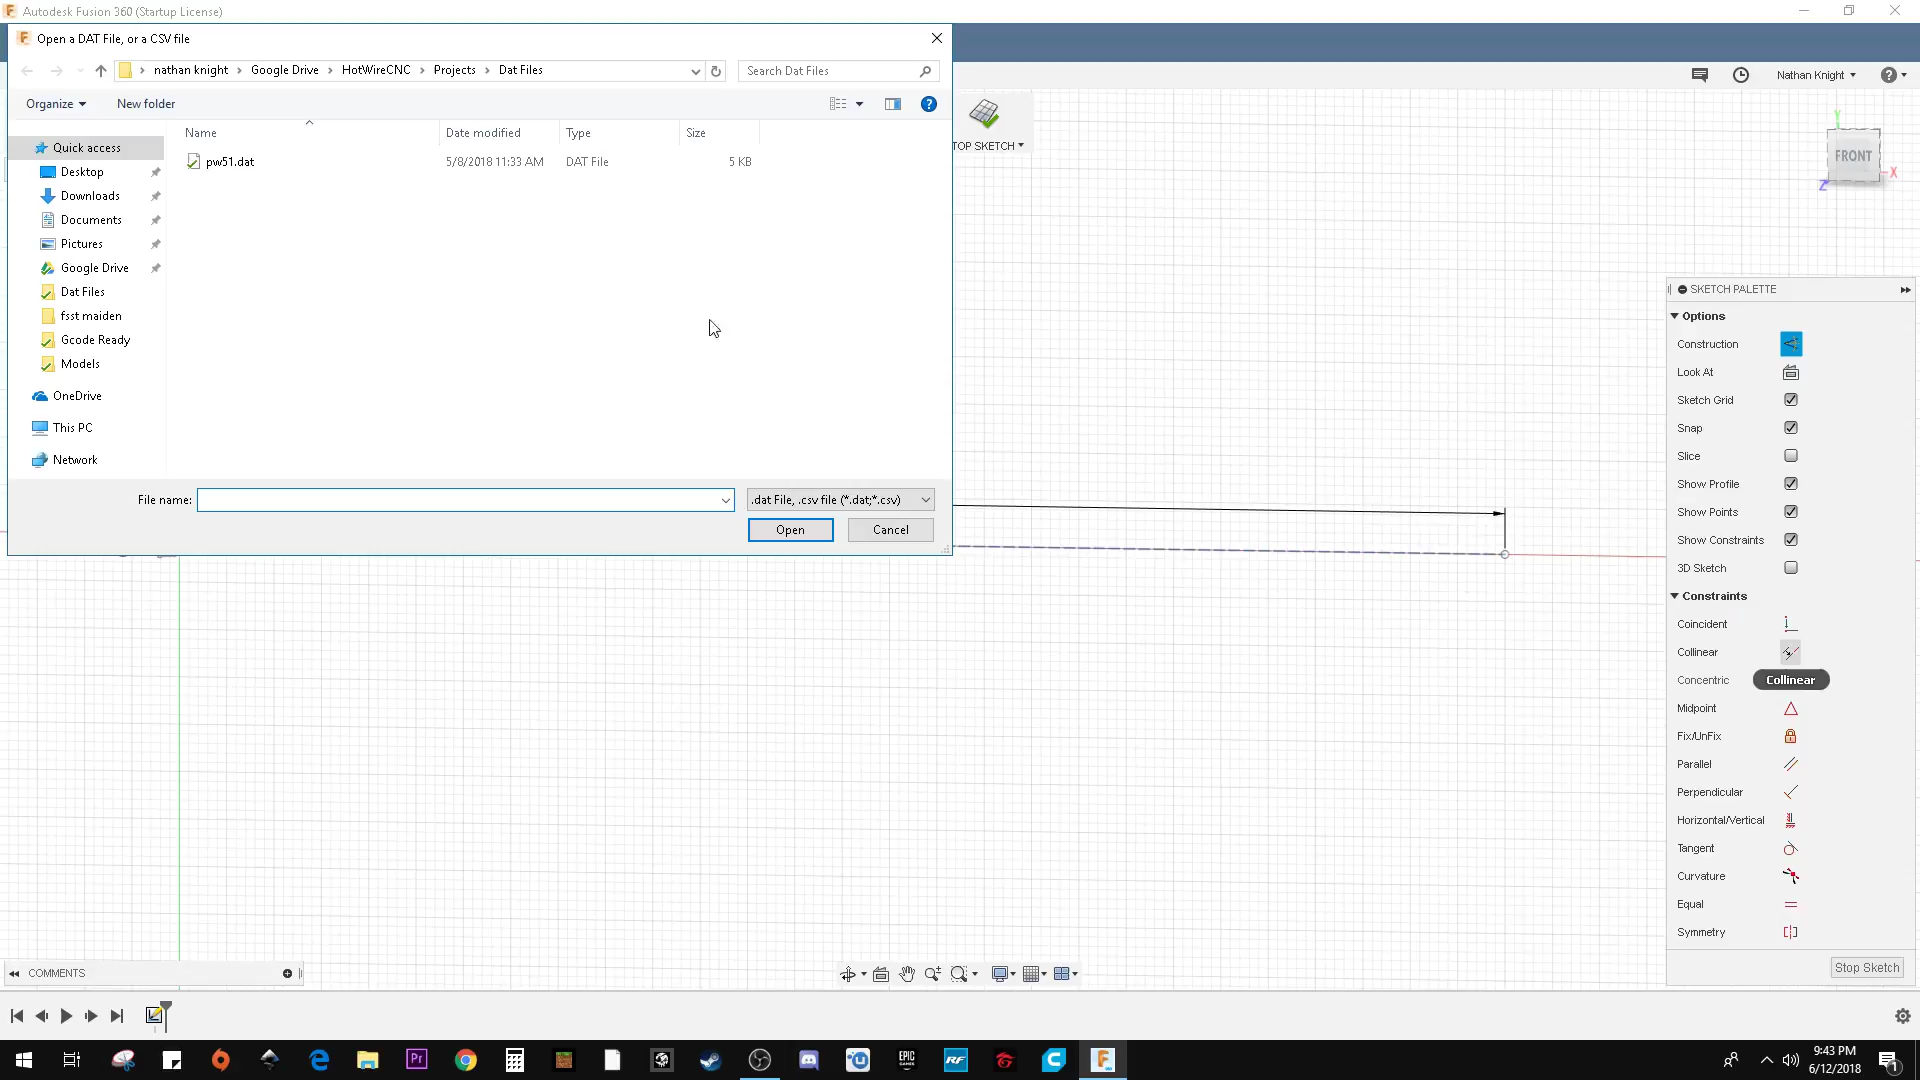 Autodesk Fusion 360 (Startup License)
Open a DAT File, or a CSV file
nathan knight > Google Drive > HotWireCNC > Projects > Dat Files
Search Dat Files
Organize
New folder
Name
Date modified
Type
Size
pw51.dat
5/8/2018 11:33 AM
DAT File
5 KB
Quick access
Desktop
Downloads
Documents
Pictures
Google Drive
Dat Files
fsst maiden
Gcode Ready
Models
OneDrive
This PC
Network
File name:
.dat File, .csv file (*.dat;*.csv)
Open
Cancel
Nathan Knight
TOP SKETCH
Y
FRONT
X
Z
SKETCH PALETTE
Options
Construction
Look At
Sketch Grid
Snap
Slice
Show Profile
Show Points
Show Constraints
3D Sketch
Constraints
Coincident
Collinear
Concentric
Collinear
Midpoint
Fix/UnFix
Parallel
Perpendicular
Horizontal/Vertical
Tangent
Curvature
Equal
Symmetry
Stop Sketch
COMMENTS
Pr
EPIC
GAMES
RF
9:43 PM
6/12/2018
1